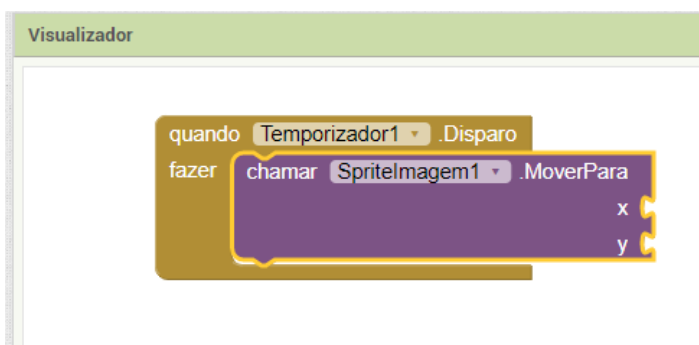 Visualizador
quando Temporizador1 .Disparo
fazer chamar SpriteImagem1 .MoverPara
x
y